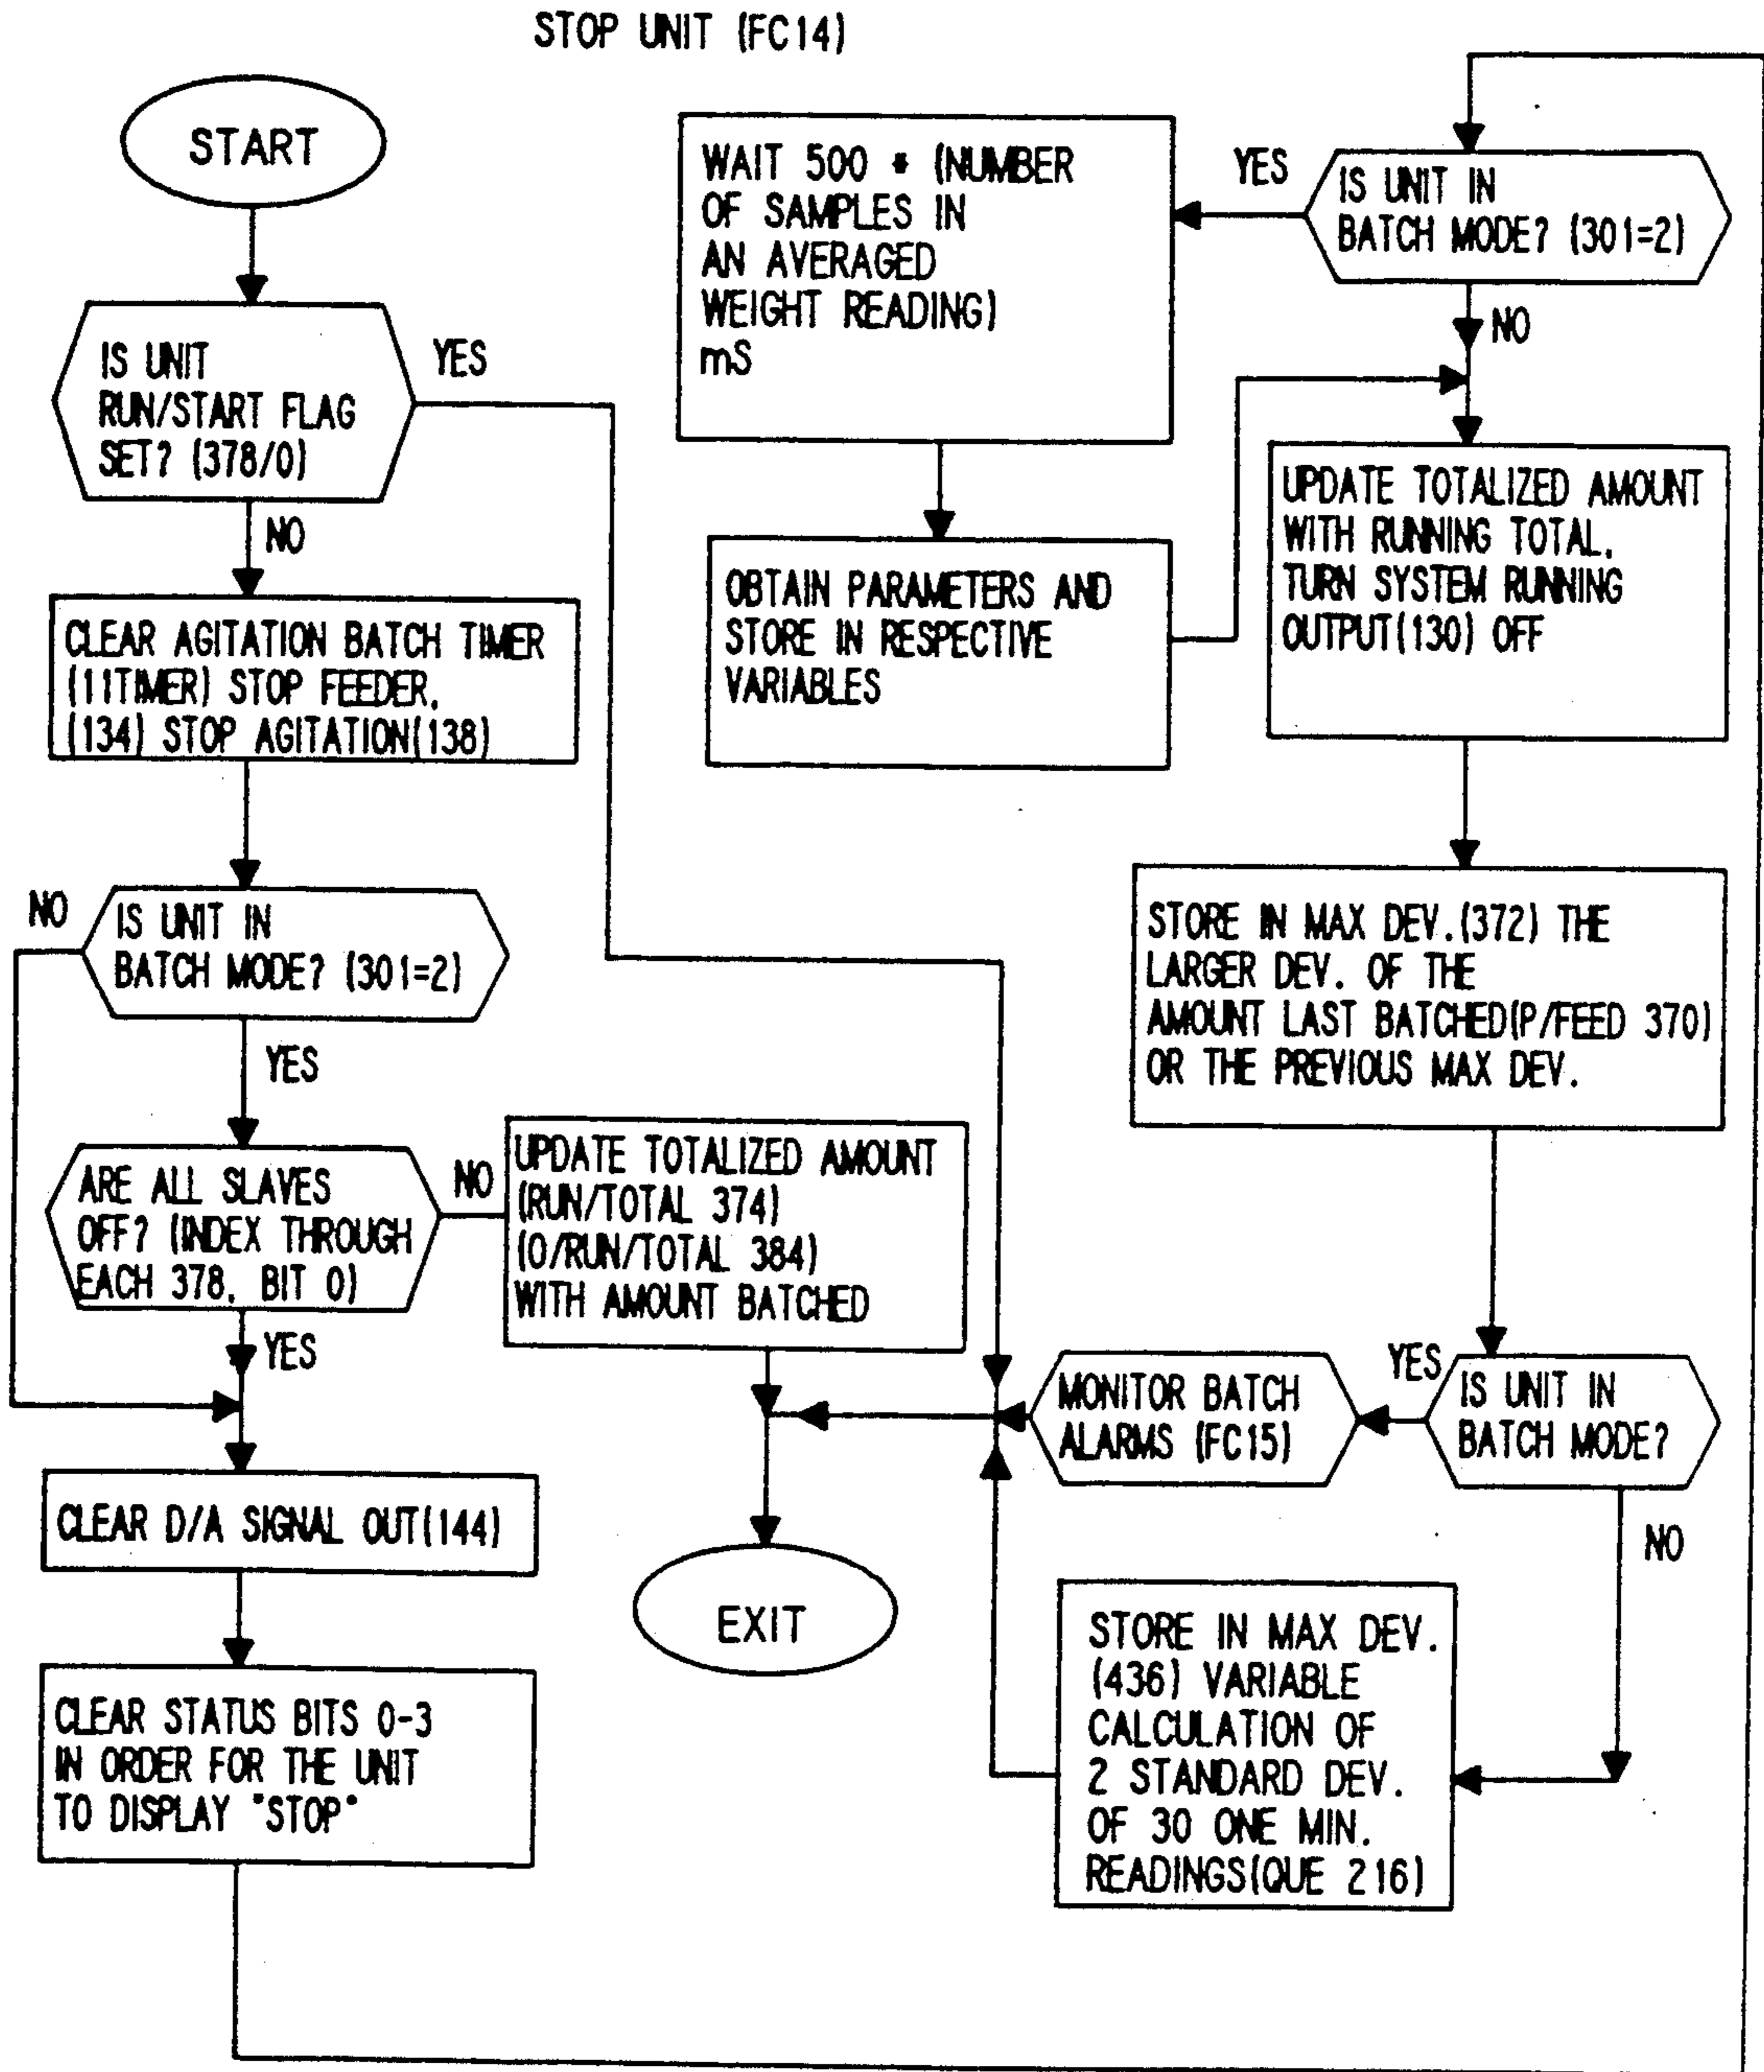 STOP UNIT (FC14)
START
IS UNIT
RUN/START FLAG
SET? (378/0)
YES
NO
CLEAR AGITATION BATCH TIMER
(11TIMER) STOP FEEDER,
(134) STOP AGITATION(138)
NO
IS UNIT IN
BATCH MODE? (301=2)
YES
ARE ALL SLAVES
OFF? (INDEX THROUGH
EACH 378, BIT 0)
NO
UPDATE TOTALIZED AMOUNT
(RUN/TOTAL 374)
(O/RUN/TOTAL 384)
WITH AMOUNT BATCHED
YES
CLEAR D/A SIGNAL OUT(144)
CLEAR STATUS BITS 0-3
IN ORDER FOR THE UNIT
TO DISPLAY "STOP"
IS UNIT IN
BATCH MODE? (301=2)
YES
WAIT 500 * (NUMBER
OF SAMPLES IN
AN AVERAGED
WEIGHT READING)
mS
NO
OBTAIN PARAMETERS AND
STORE IN RESPECTIVE
VARIABLES
UPDATE TOTALIZED AMOUNT
WITH RUNNING TOTAL.
TURN SYSTEM RUNNING
OUTPUT(130) OFF
STORE IN MAX DEV.(372) THE
LARGER DEV. OF THE
AMOUNT LAST BATCHED(P/FEED 370)
OR THE PREVIOUS MAX DEV.
IS UNIT IN
BATCH MODE?
YES
MONITOR BATCH
ALARMS (FC15)
NO
STORE IN MAX DEV.
(436) VARIABLE
CALCULATION OF
2 STANDARD DEV.
OF 30 ONE MIN.
READINGS(QUE 216)
EXIT